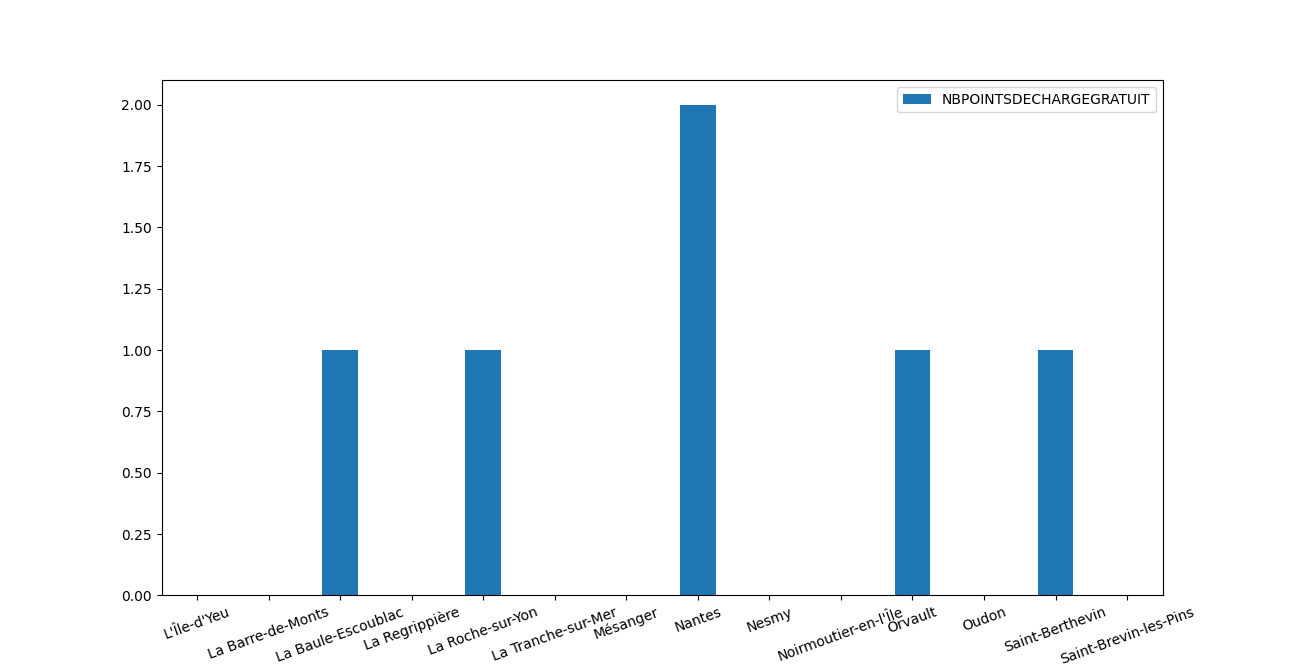 NBPOINTSDECHARGEGRATUIT
2.00
1.75
1.50
1.25
1.00
0.75
0.50
0.25
0.00
L'Île-d'Yeu
La Barre-de-Monts
La Baule-Escoublac
La Regrippière
La Roche-sur-Yon
La Tranche-sur-Mer
Mésanger
Nantes
Nesmy
Noirmoutier-en-l'Île
Orvault
Oudon
Saint-Berthevin
Saint-Brevin-les-Pins